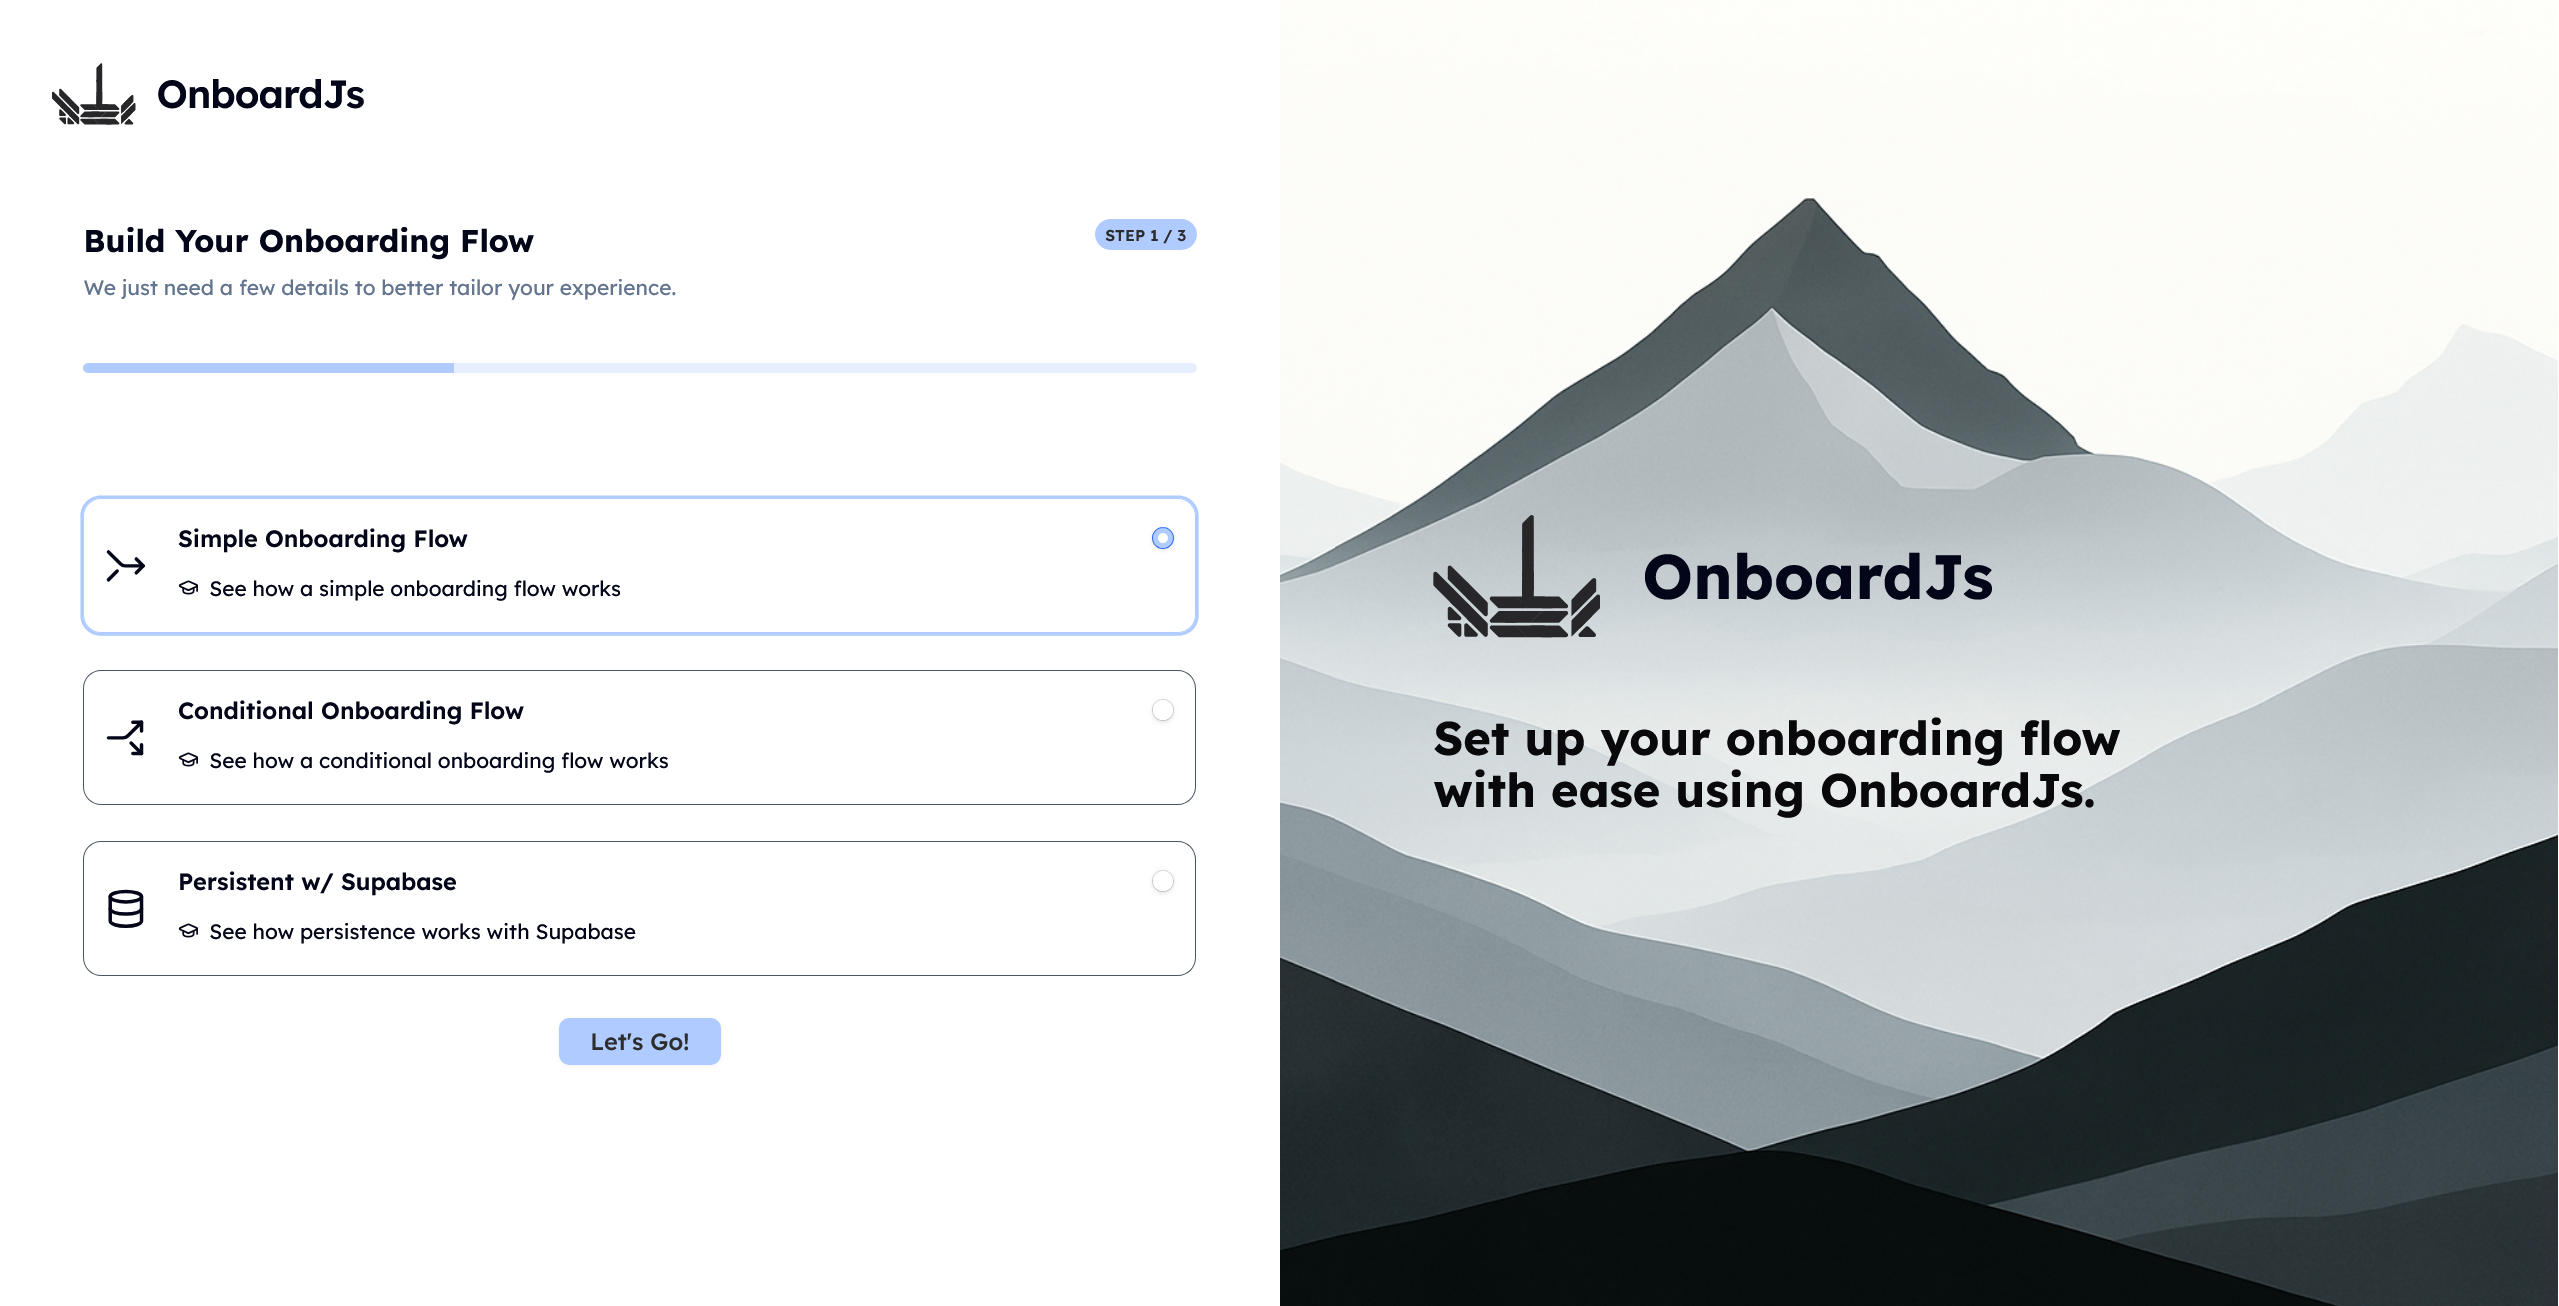 OnboardJs
Build Your Onboarding Flow
STEP 1 / 3
We just need a few details to better tailor your experience.
Simple Onboarding Flow
See how a simple onboarding flow works
Conditional Onboarding Flow
See how a conditional onboarding flow works
Persistent w/ Supabase
See how persistence works with Supabase
Let's Go!
OnboardJs
Set up your onboarding flow
with ease using OnboardJs.